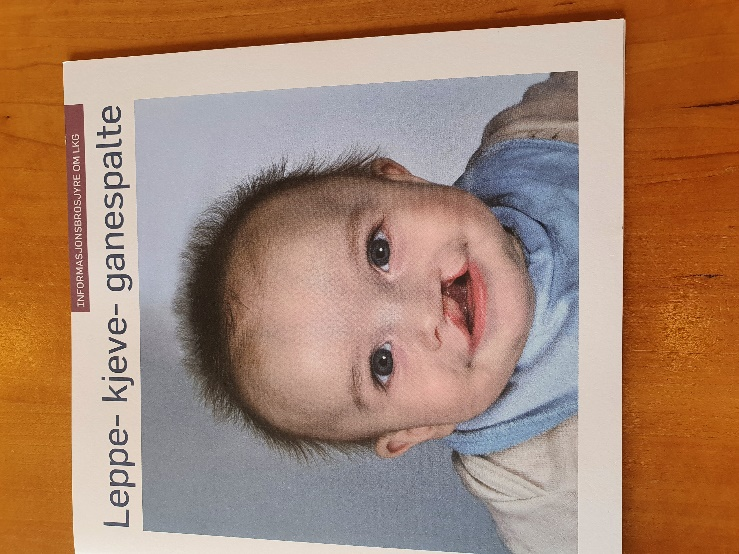 INFORMASJONSBROSJYRE OM LKG
Leppe- kjeve- ganespalte